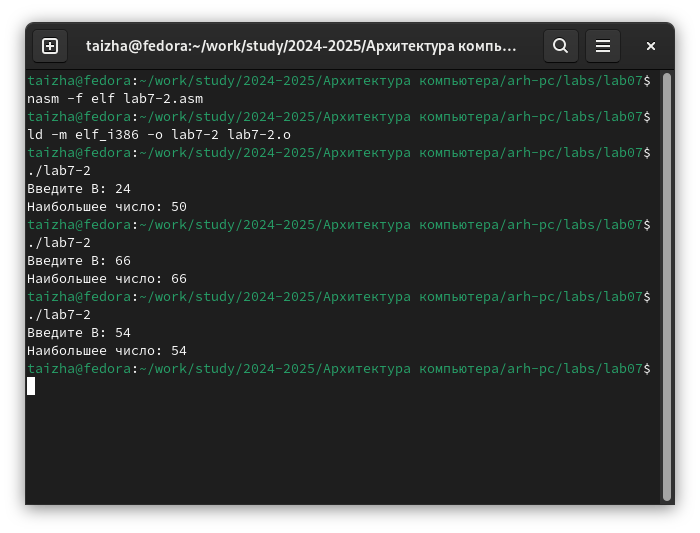 taizha@fedora:~/work/study/2024-2025/Архитектура компь...
taizha@fedora:~/work/study/2024-2025/Архитектура компьютера/arh-pc/labs/lab07$
nasm -f elf lab7-2.asm
taizha@fedora:~/work/study/2024-2025/Архитектура компьютера/arh-pc/labs/lab07$
ld -m elf_i386 -o lab7-2 lab7-2.o
taizha@fedora:~/work/study/2024-2025/Архитектура компьютера/arh-pc/labs/lab07$
./lab7-2
Введите B: 24
Наибольшее число: 50
taizha@fedora:~/work/study/2024-2025/Архитектура компьютера/arh-pc/labs/lab07$
./lab7-2
Введите B: 66
Наибольшее число: 66
taizha@fedora:~/work/study/2024-2025/Архитектура компьютера/arh-pc/labs/lab07$
./lab7-2
Введите B: 54
Наибольшее число: 54
taizha@fedora:~/work/study/2024-2025/Архитектура компьютера/arh-pc/labs/lab07$